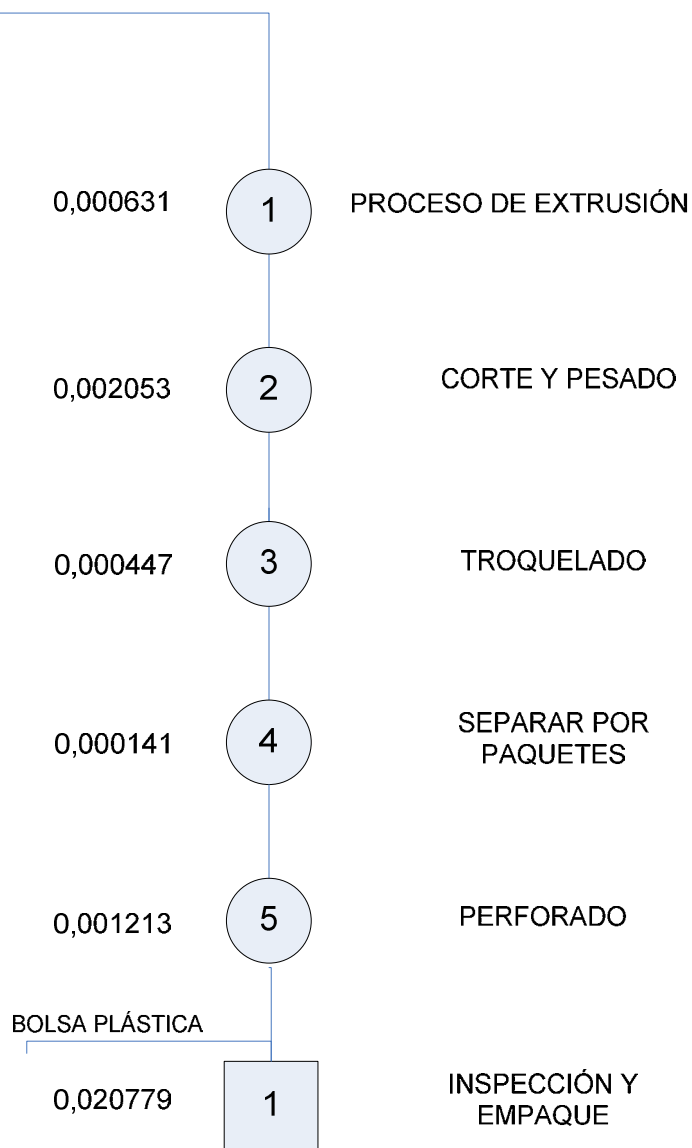 0,000631
1
PROCESO DE EXTRUSIÓN
0,002053
2
CORTE Y PESADO
0,000447
3
TROQUELADO
0,000141
4
SEPARAR POR
PAQUETES
0,001213
5
PERFORADO
BOLSA PLÁSTICA
0,020779
1
INSPECCIÓN Y
EMPAQUE